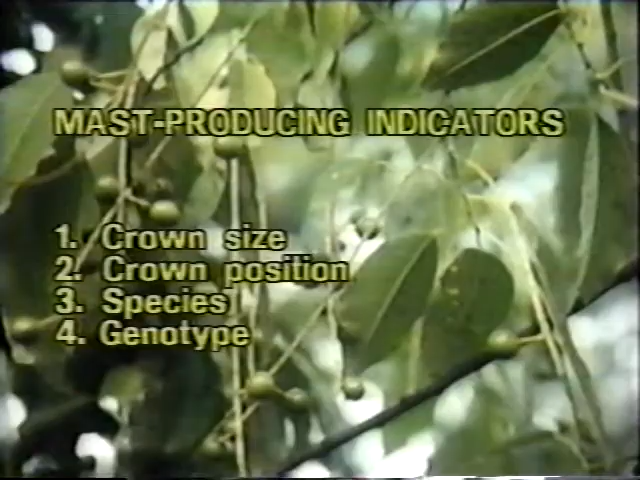 MAST-PRODUCING INDICATORS
1. Crown size
2. Crown position
3. Species
4. Genotype